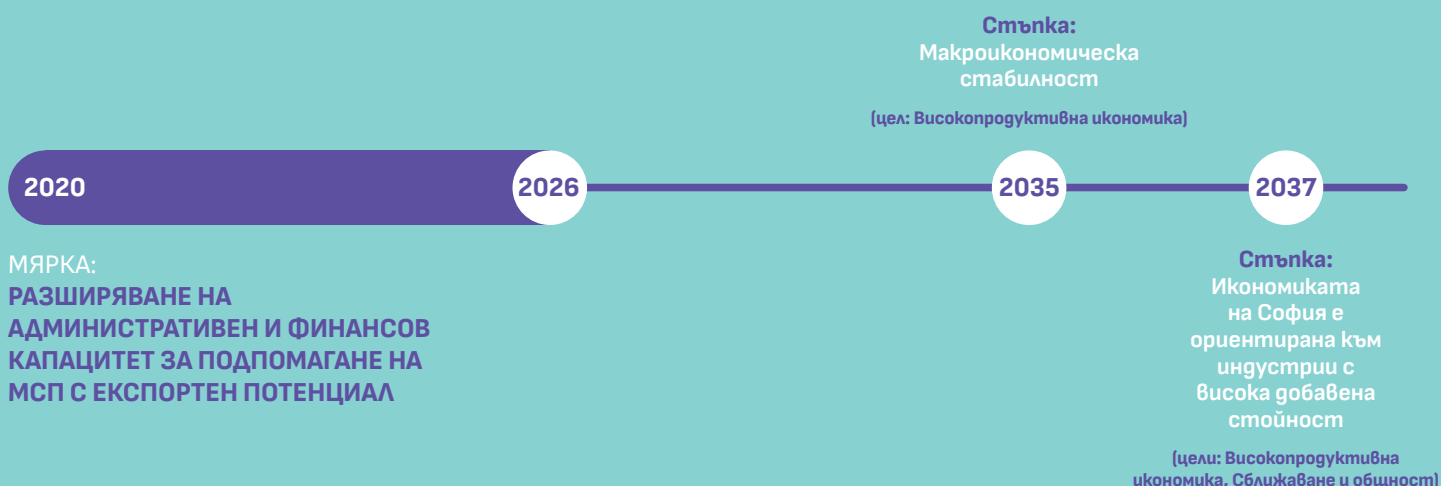 Стъпка:
Макроикономическа
стабилност
(цел: Високопродуктивна икономика)
2020
2026
2035
2037
МЯРКА:
РАЗШИРЯВАНЕ НА
АДМИНИСТРАТИВЕН И ФИНАНСОВ
КАПАЦИТЕТ ЗА ПОДПОМАГАНЕ НА
МСП С ЕКСПОРТЕН ПОТЕНЦИАЛ
Стъпка:
Икономиката
на София е
ориентирана към
индустрии с
висока добавена
стойност
(цели: Високопродуктивна
икономика, Сближаване и общност)